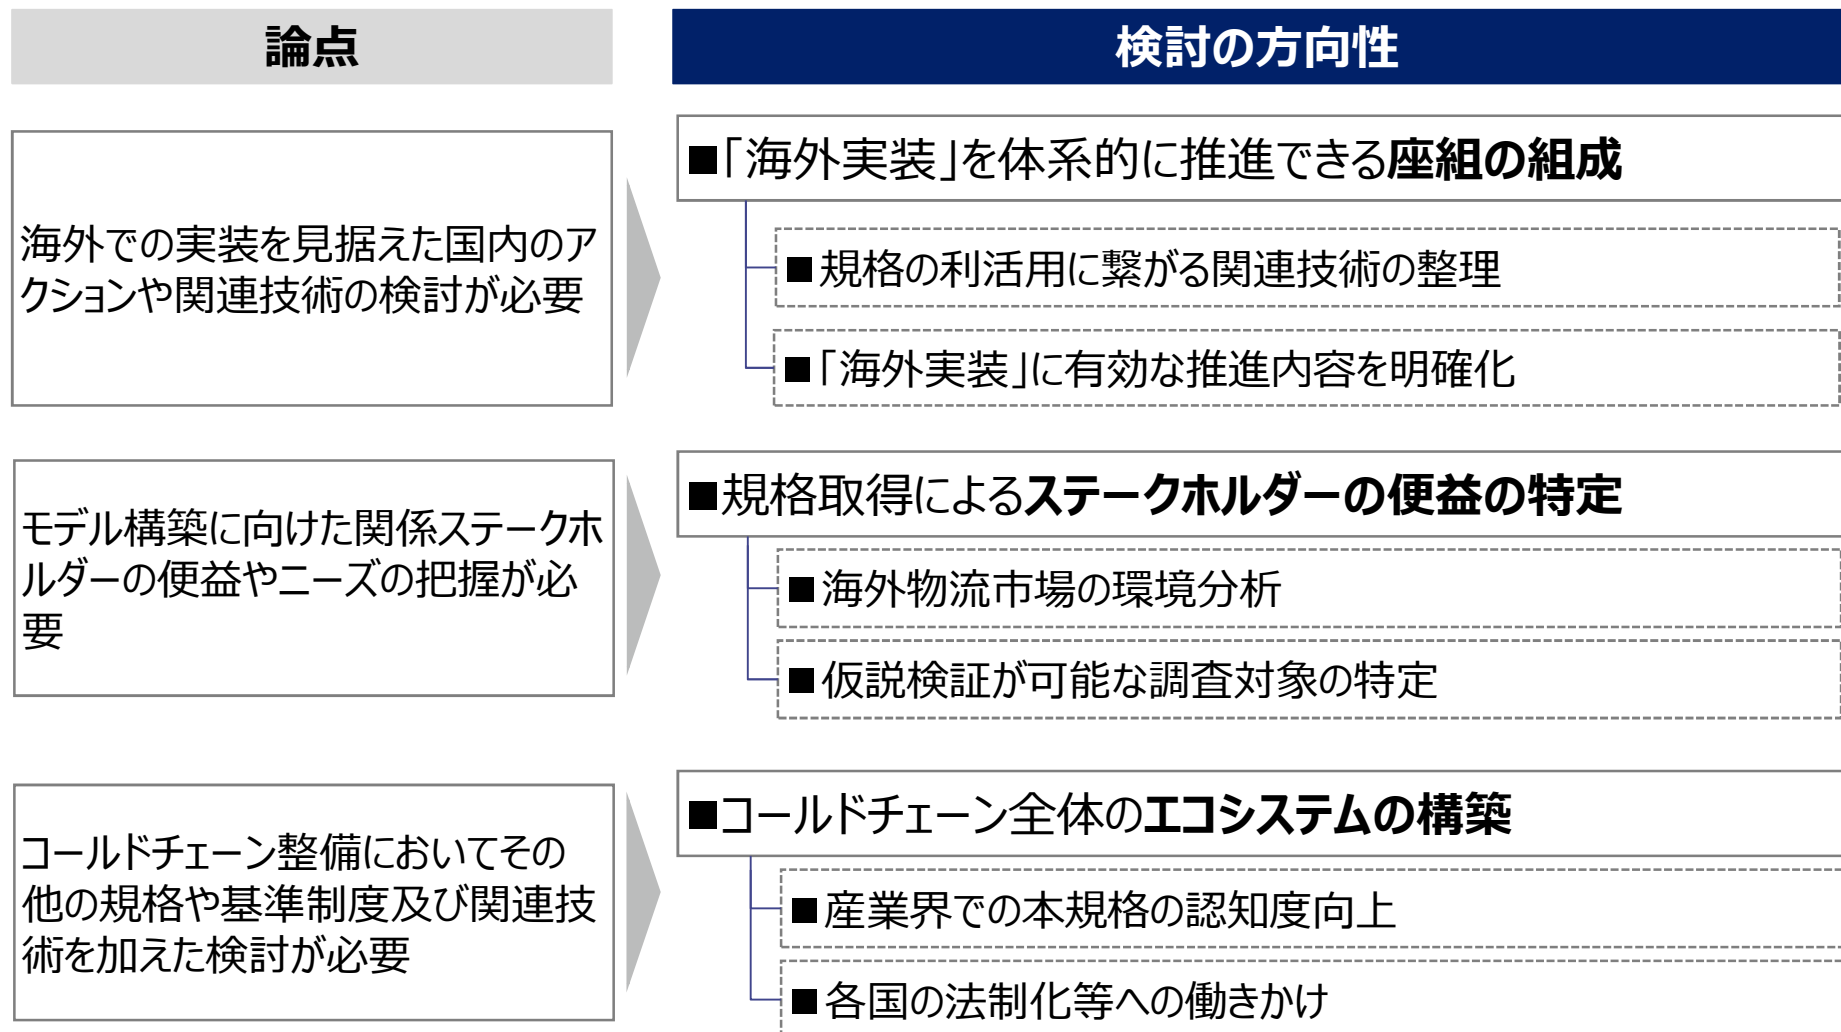 論点
検討の方向性
海外での実装を見据えた国内のア
クションや関連技術の検討が必要
■「海外実装」を体系的に推進できる座組の組成
■規格の利活用に繋がる関連技術の整理
■「海外実装」に有効な推進内容を明確化
モデル構築に向けた関係ステークホ
ルダーの便益やニーズの把握が必
要
■規格取得によるステークホルダーの便益の特定
■海外物流市場の環境分析
■仮説検証が可能な調査対象の特定
コールドチェーン整備においてその
他の規格や基準制度及び関連技
術を加えた検討が必要
■コールドチェーン全体のエコシステムの構築
■産業界での本規格の認知度向上
■各国の法制化等への働きかけ